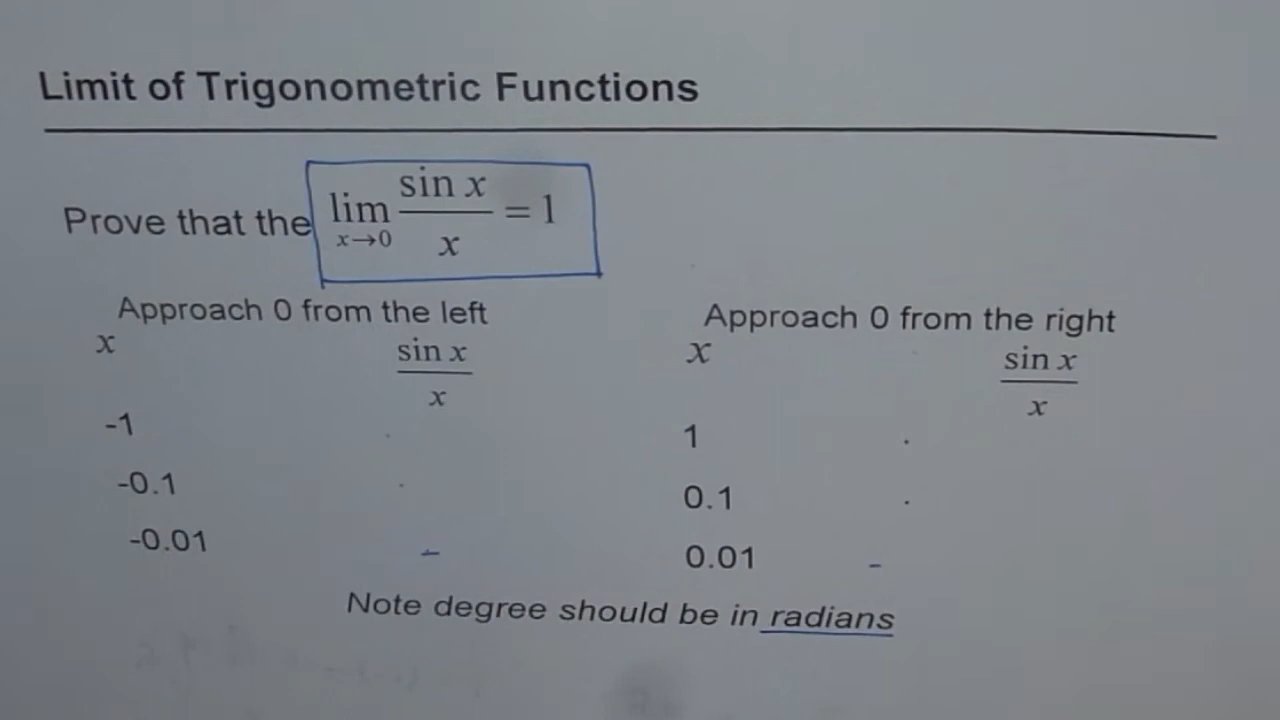 Limit of Trigonometric Functions
Prove that the lim x→0 sin x / x = 1
Approach 0 from the left
Approach 0 from the right
x sin x / x
x sin x / x
-1
1
-0.1
0.1
-0.01
0.01
Note degree should be in radians